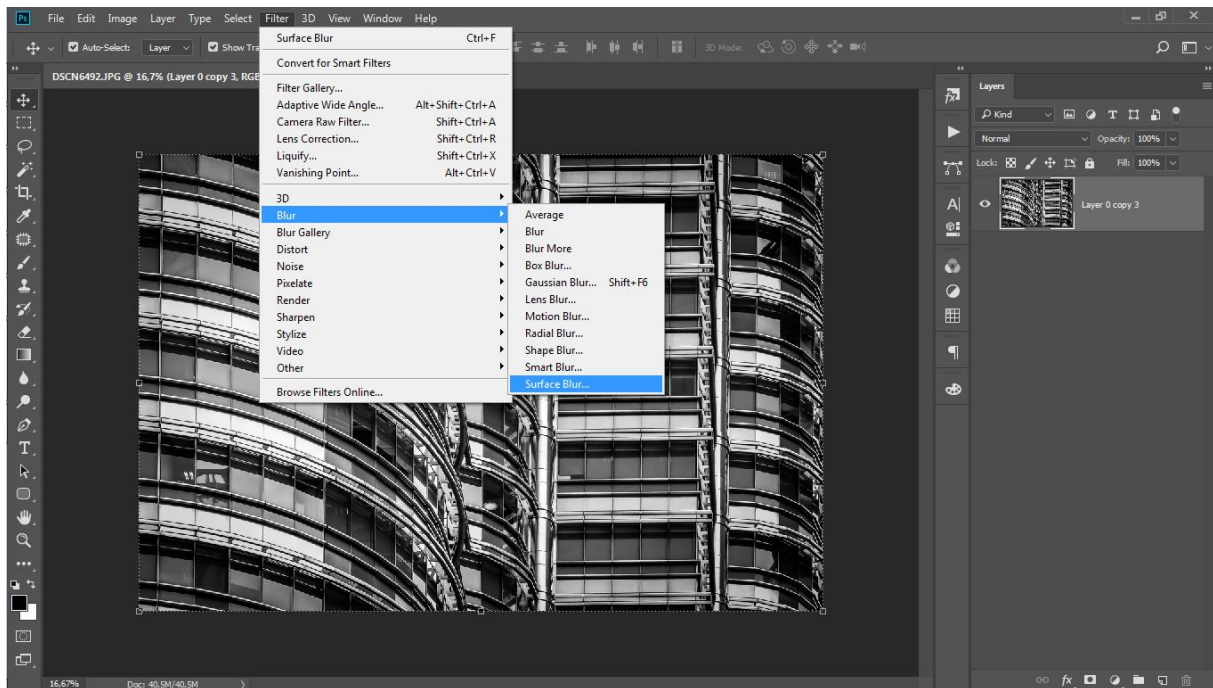 Ps File Edit Image Layer Type Select Filter 3D View Window Help
Auto-Select: Layer Show Tra 3D Mode:
DSCN6492.JPG @ 16,7% (Layer 0 copy 3, RGB
Surface Blur Ctrl+F
Convert for Smart Filters
Filter Gallery...
Adaptive Wide Angle... Alt+Shift+Ctrl+A
Camera Raw Filter... Shift+Ctrl+A
Lens Correction... Shift+Ctrl+R
Liquify... Shift+Ctrl+X
Vanishing Point... Alt+Ctrl+V
3D
Blur
Blur Gallery
Distort
Noise
Pixelate
Render
Sharpen
Stylize
Video
Other
Browse Filters Online...
Average
Blur
Blur More
Box Blur...
Gaussian Blur... Shift+F6
Lens Blur...
Motion Blur...
Radial Blur...
Shape Blur...
Smart Blur...
Surface Blur...
Layers
Kind
Normal Opacity: 100%
Lock: Fill: 100%
Layer 0 copy 3
16,67% Doc: 40,5M/40,5M